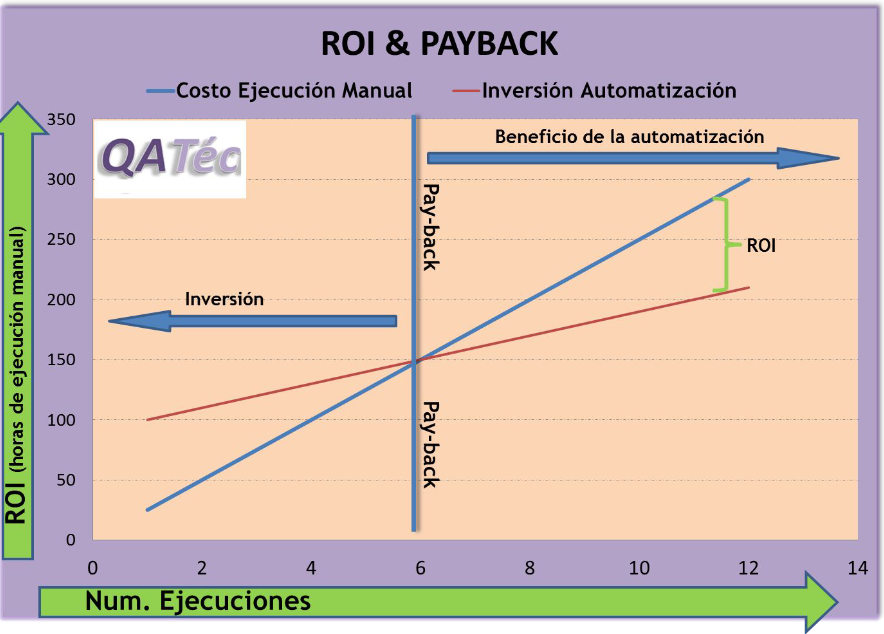 ROI & PAYBACK
Costo Ejecución Manual
Inversión Automatización
350
300
250
200
150
100
50
0
ROI (horas de ejecución manual)
QATéc
Beneficio de la automatización
Pay-back
ROI
Inversión
Pay-back
0 2 4 6 8 10 12 14
Num. Ejecuciones